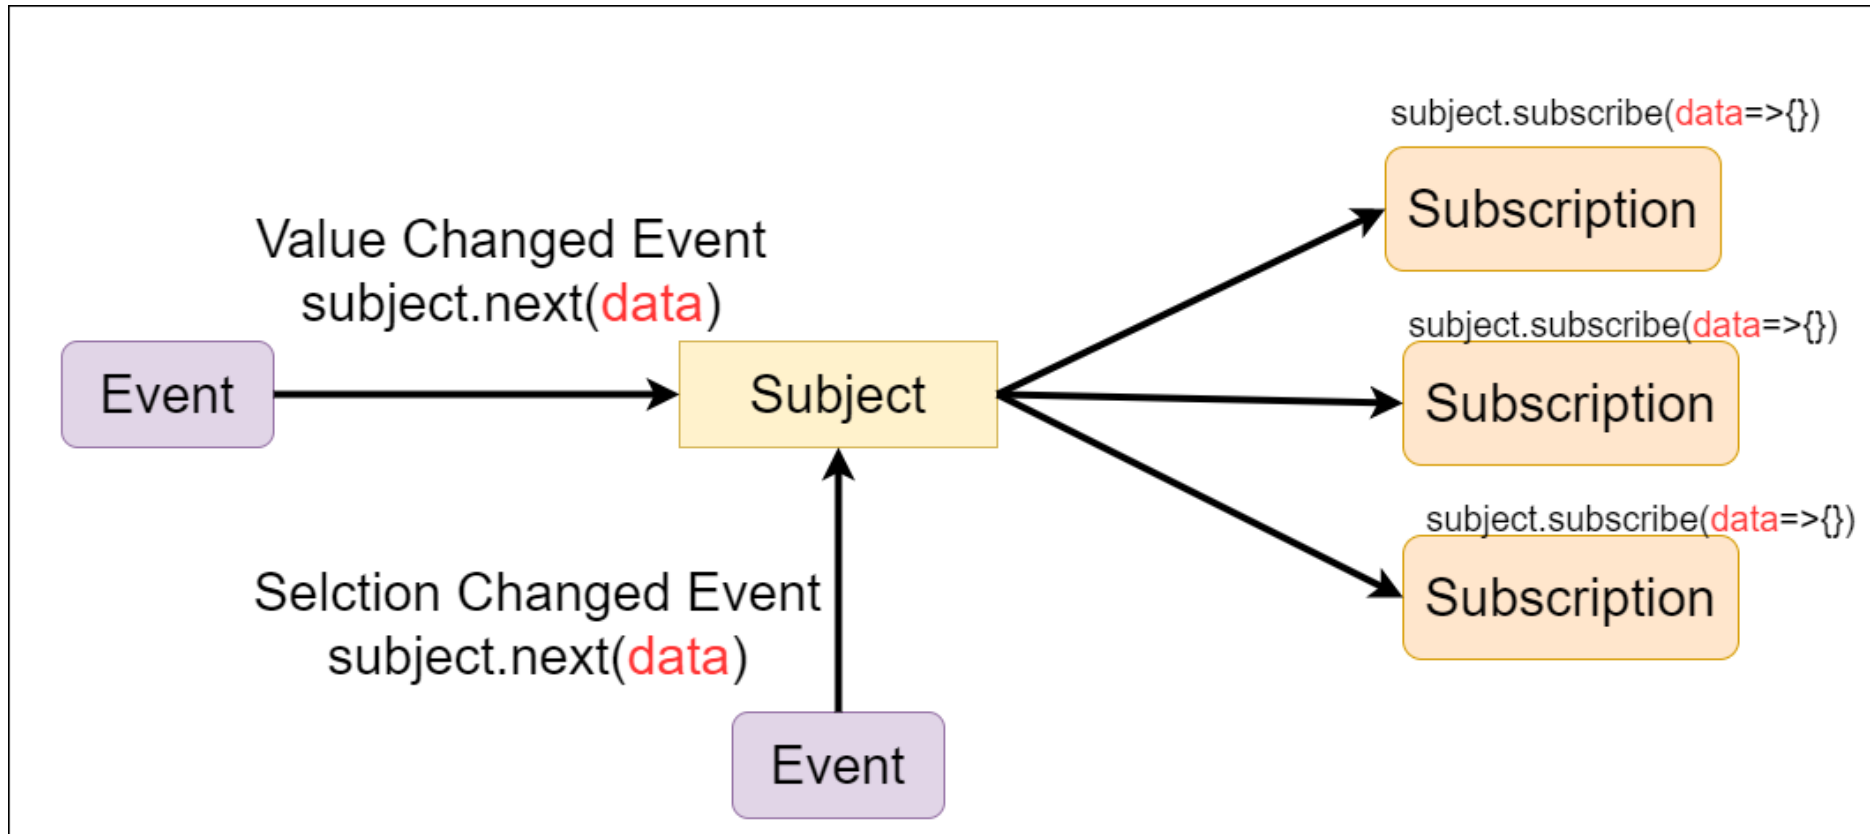 subject.subscribe(data=>{})
Subscription
Value Changed Event
subject.next(data)
subject.subscribe(data=>{})
Event
Subject
Subscription
subject.subscribe(data=>{})
Selction Changed Event
subject.next(data)
Subscription
Event